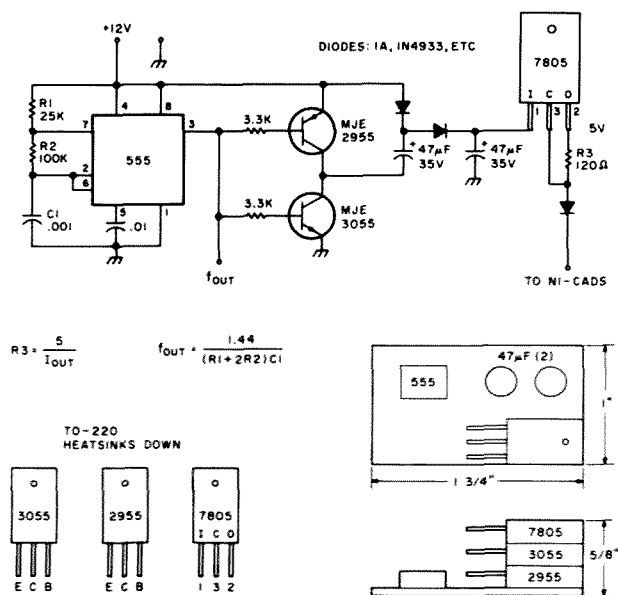 +12V
DIODES: 1A, 1N4933, ETC
7805
I C O
1 3 2
R1
25K
7
4
8
3
3.3K
MJE
2955
+
47µF
35V
+
47µF
35V
5V
R3
120Ω
R2
100K
2
6
555
5
1
C1
.001
.01
3.3K
MJE
3055
fOUT
TO NI-CADS
R3 = 5 / IOUT
fOUT = 1.44 / (R1+2R2)C1
47µF (2)
555
1"
1 3/4"
TO-220
HEATSINKS DOWN
3055
E C B
2955
E C B
7805
I C O
1 3 2
7805
3055
2955
5/8"